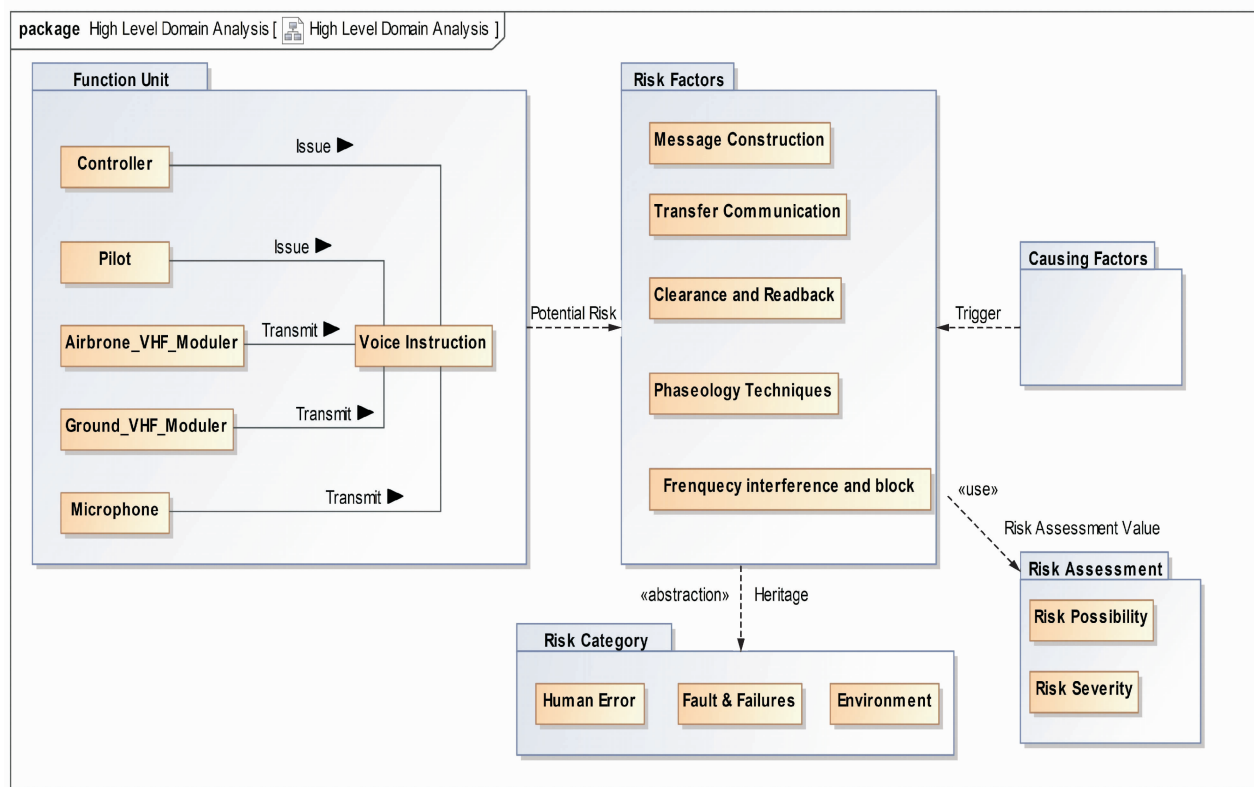 package High Level Domain Analysis [ High Level Domain Analysis ]
Function Unit
Issue
Controller
Issue
Pilot
Transmit
Airbrone_VHF_Moduler
Voice Instruction
Transmit
Ground_VHF_Moduler
Transmit
Microphone
Potential Risk
Risk Factors
Message Construction
Transfer Communication
Clearance and Readback
Phaseology Techniques
Frenquecy interference and block
Causing Factors
Trigger
«use»
Risk Assessment Value
Risk Assessment
Risk Possibility
Risk Severity
«abstraction» Heritage
Risk Category
Human Error
Fault & Failures
Environment